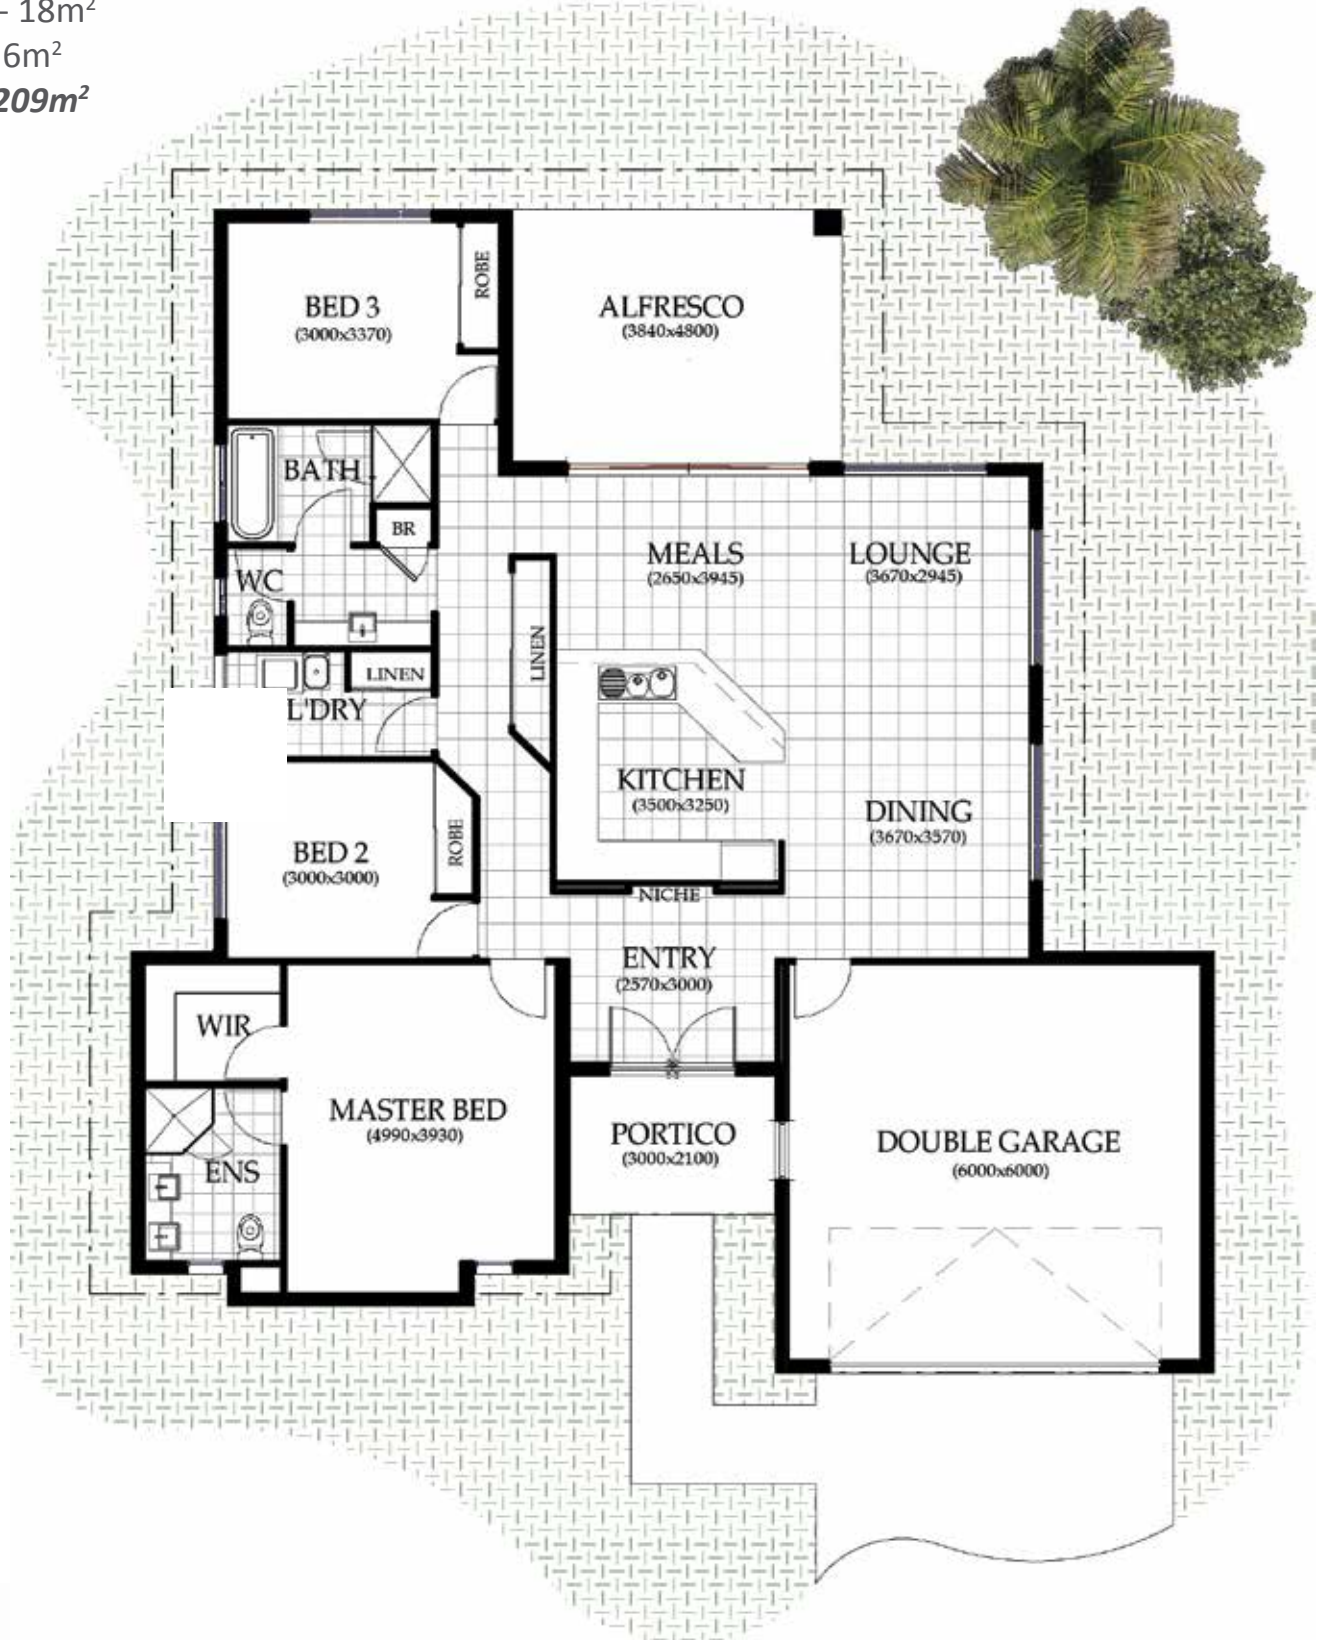 - 18m²
6m²
209m²
BED 3
(3000x3370)
ROBE
ALFRESCO
(3840x4800)
BATH
BR
WC
MEALS
(2650x3945)
LOUNGE
(3670x2945)
LINEN
LINEN
L'DRY
KITCHEN
(3500x3250)
DINING
(3670x3570)
BED 2
(3000x3000)
ROBE
NICHE
ENTRY
(2570x3000)
WIR
MASTER BED
(4990x3930)
PORTICO
(3000x2100)
DOUBLE GARAGE
(6000x6000)
ENS